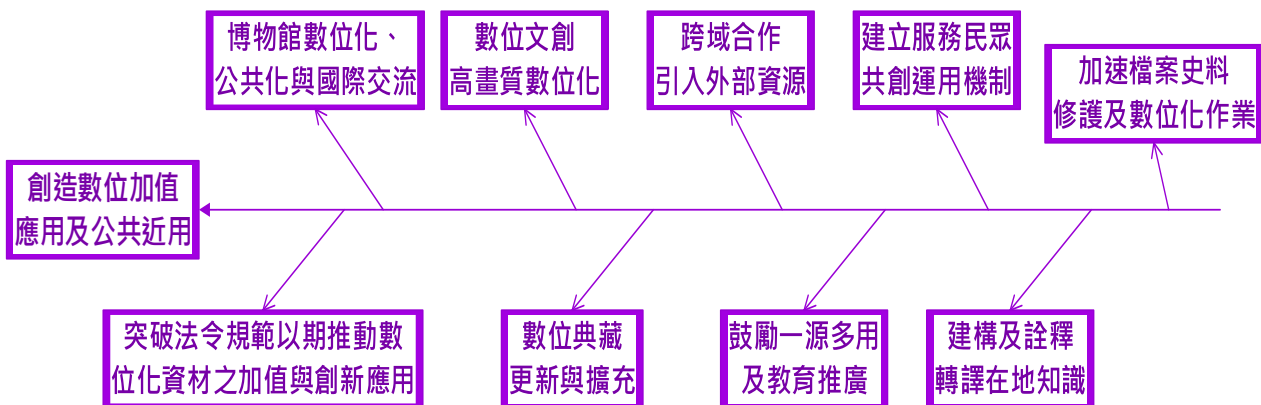 博物館數位化、
公共化與國際交流
數位文創
高畫質數位化
跨域合作
引入外部資源
建立服務民眾
共創運用機制
加速檔案史料
修護及數位化作業
創造數位加值
應用及公共近用
突破法令規範以期推動數
位化資材之加值與創新應用
數位典藏
更新與擴充
鼓勵一源多用
及教育推廣
建構及詮釋
轉譯在地知識